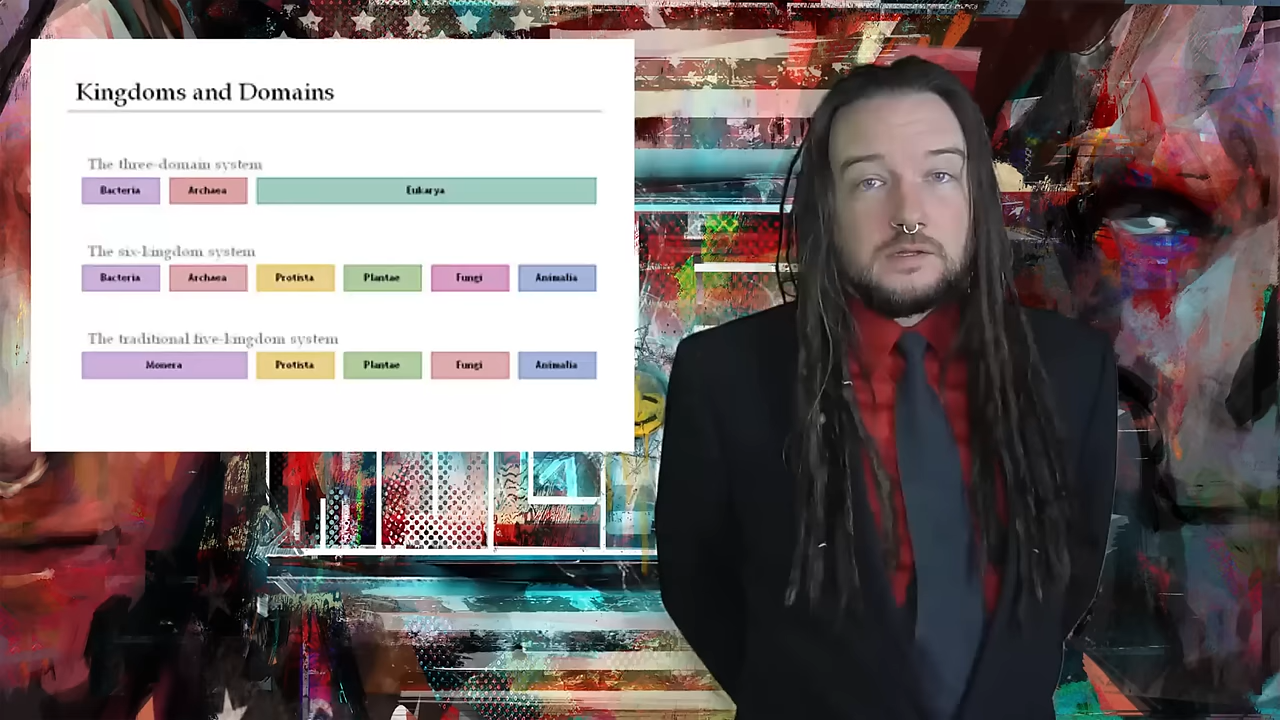 Kingdoms and Domains
The three-domain system
Bacteria Archaea Eukarya
The six-kingdom system
Bacteria Archaea Protista Plantae Fungi Animalia
The traditional five-kingdom system
Monera Protista Plantae Fungi Animalia